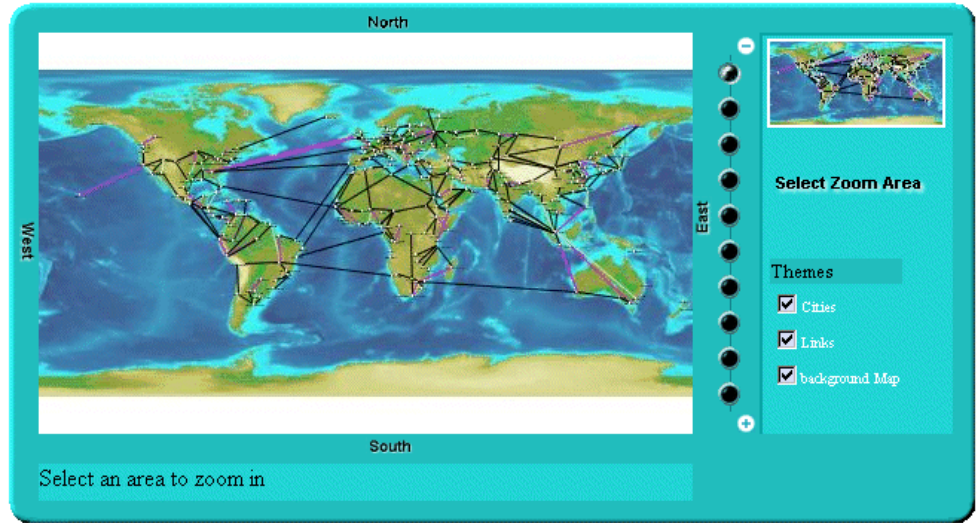 North
West
East
Select Zoom Area
Themes
Cities
Links
background Map
South
Select an area to zoom in